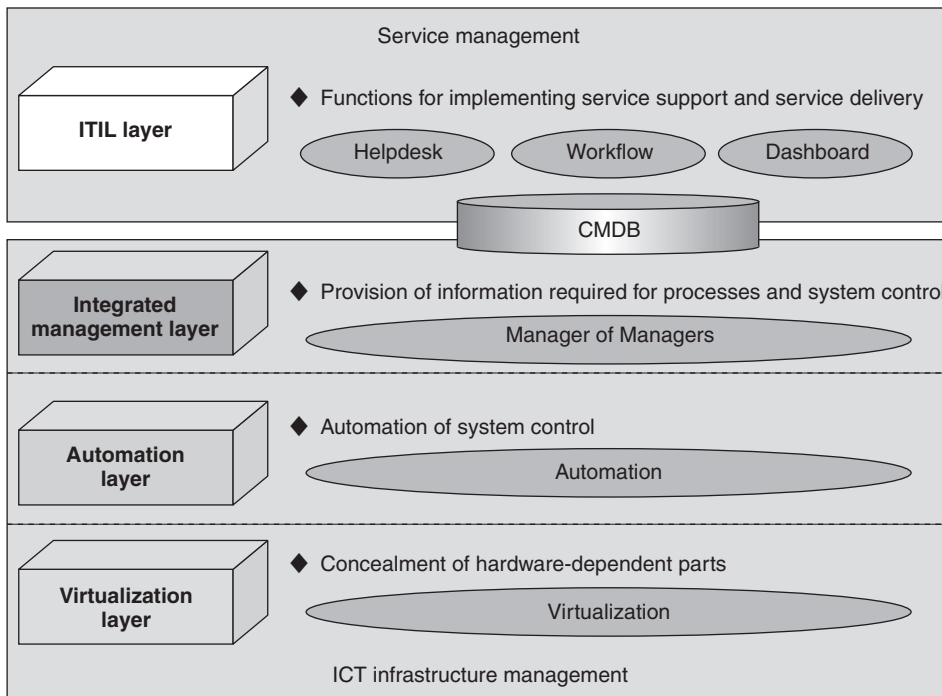 Service management
ITIL layer
◆ Functions for implementing service support and service delivery
Helpdesk
Workflow
Dashboard
CMDB
Integrated
management layer
◆ Provision of information required for processes and system control
Manager of Managers
Automation
layer
◆ Automation of system control
Automation
Virtualization
layer
◆ Concealment of hardware-dependent parts
Virtualization
ICT infrastructure management